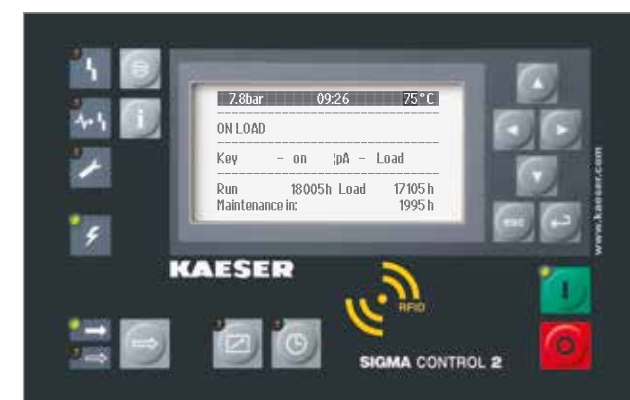 7.8bar 09:26 75°C
ON LOAD
Key - on ¦pA - Load
Run 18005h Load 17105h
Maintenance in: 1995h
esc
www.kaeser.com
KAESER
RFID
SIGMA CONTROL 2